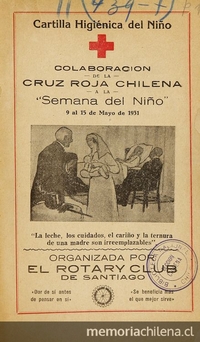 11(439-7)
Cartilla Higiénica del Niño
COLABORACION
DE LA
CRUZ ROJA CHILENA
A LA
"Semana del Niño"
9 al 15 de Mayo de 1931
"La leche, los cuidados, el cariño y la ternura
de una madre son irreemplazables"
ORGANIZADA POR
EL ROTARY CLUB
DE SANTIAGO
«Dar de sí antes
de pensar en sí»
«Se beneficia más
el que mejor sirve»
memoriachilena.cl